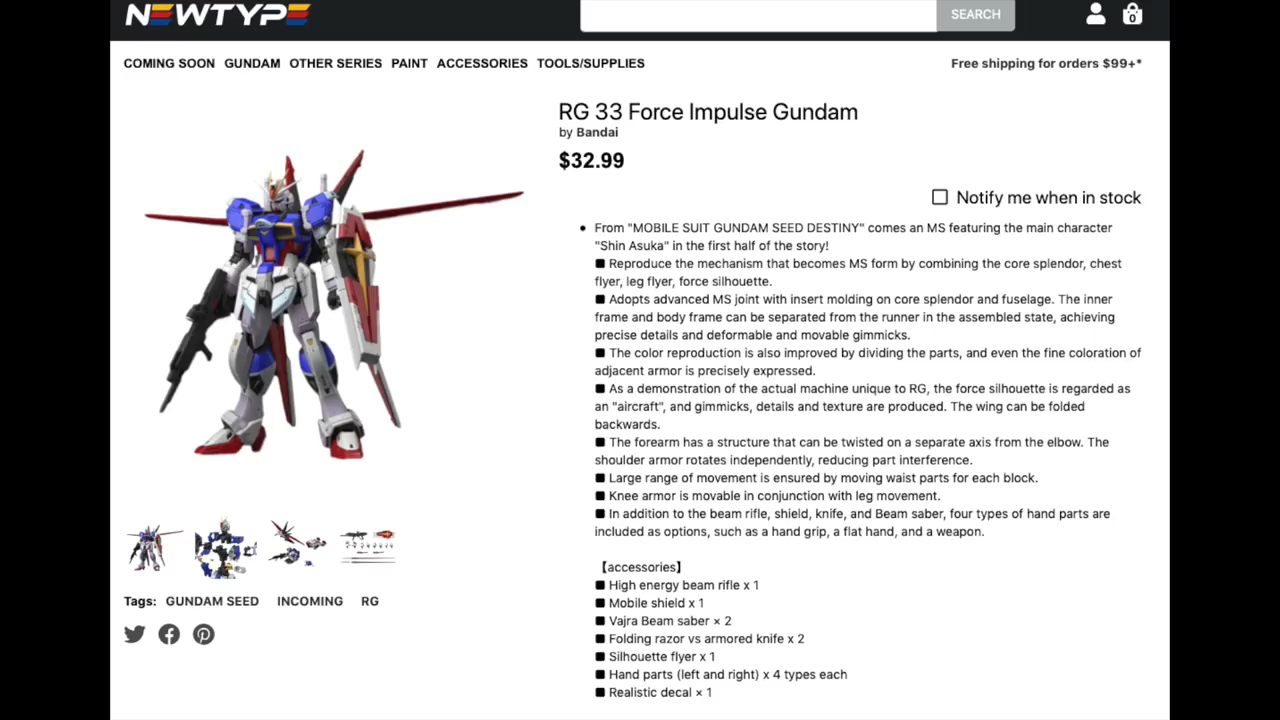 NEWTYPE
SEARCH
0
COMING SOON GUNDAM OTHER SERIES PAINT ACCESSORIES TOOLS/SUPPLIES
Free shipping for orders $99+*
RG 33 Force Impulse Gundam
by Bandai
$32.99
Notify me when in stock
• From "MOBILE SUIT GUNDAM SEED DESTINY" comes an MS featuring the main character
"Shin Asuka" in the first half of the story!
■ Reproduce the mechanism that becomes MS form by combining the core splendor, chest
flyer, leg flyer, force silhouette.
■ Adopts advanced MS joint with insert molding on core splendor and fuselage. The inner
frame and body frame can be separated from the runner in the assembled state, achieving
precise details and deformable and movable gimmicks.
■ The color reproduction is also improved by dividing the parts, and even the fine coloration of
adjacent armor is precisely expressed.
■ As a demonstration of the actual machine unique to RG, the force silhouette is regarded as
an "aircraft", and gimmicks, details and texture are produced. The wing can be folded
backwards.
■ The forearm has a structure that can be twisted on a separate axis from the elbow. The
shoulder armor rotates independently, reducing part interference.
■ Large range of movement is ensured by moving waist parts for each block.
■ Knee armor is movable in conjunction with leg movement.
■ In addition to the beam rifle, shield, knife, and Beam saber, four types of hand parts are
included as options, such as a hand grip, a flat hand, and a weapon.
【accessories】
■ High energy beam rifle x 1
■ Mobile shield x 1
■ Vajra Beam saber × 2
■ Folding razor vs armored knife x 2
■ Silhouette flyer x 1
■ Hand parts (left and right) x 4 types each
■ Realistic decal × 1
Tags: GUNDAM SEED INCOMING RG